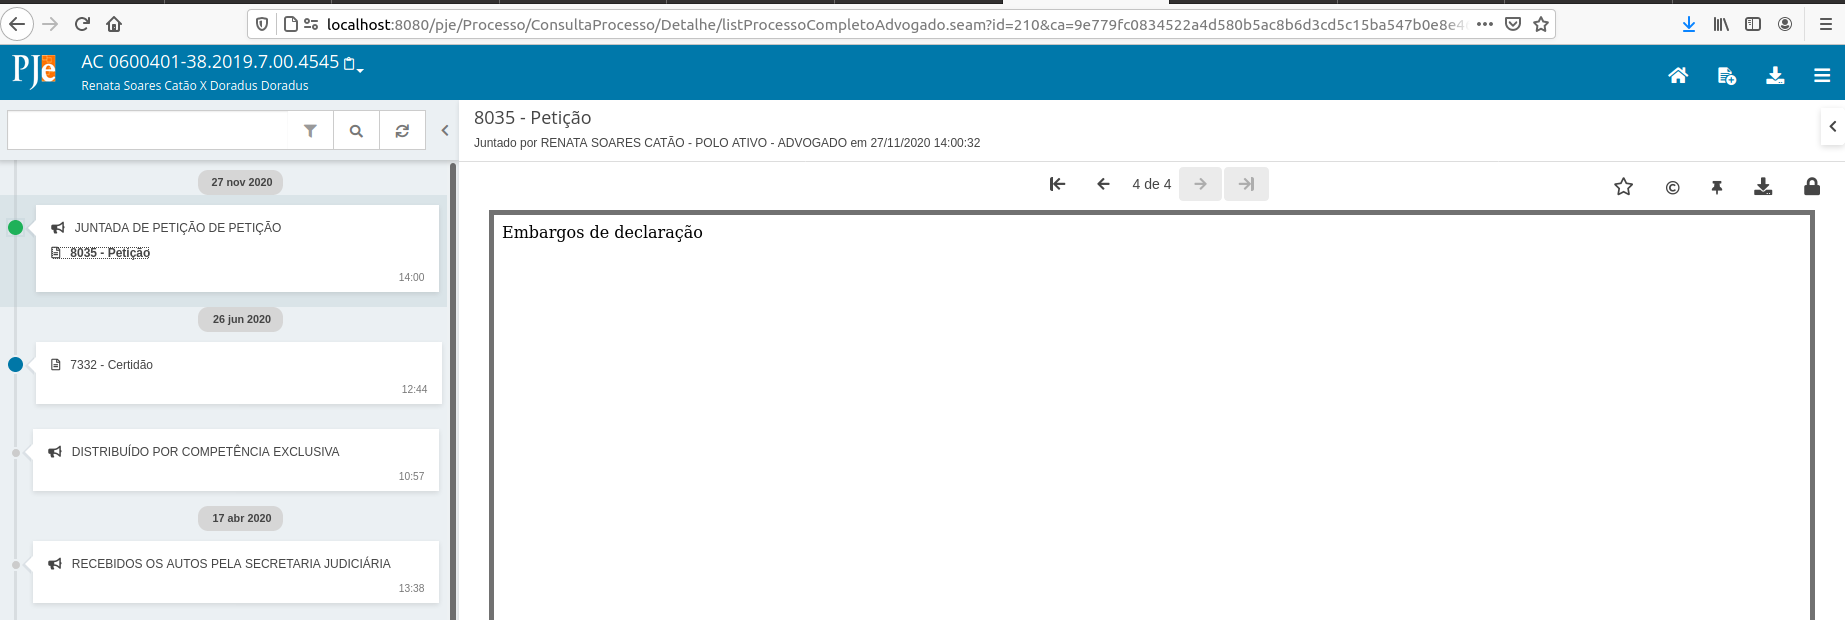 localhost:8080/pje/Processo/ConsultaProcesso/Detalhe/listProcessoCompletoAdvogado.seam?id=210&ca=9e779fc0834522a4d580b5ac8b6d3cd5c15ba547b0e8e4
PJe
AC 0600401-38.2019.7.00.4545
Renata Soares Catão X Doradus Doradus
8035 - Petição
Juntado por RENATA SOARES CATÃO - POLO ATIVO - ADVOGADO em 27/11/2020 14:00:32
4 de 4
27 nov 2020
JUNTADA DE PETIÇÃO DE PETIÇÃO
8035 - Petição
14:00
26 jun 2020
7332 - Certidão
12:44
DISTRIBUÍDO POR COMPETÊNCIA EXCLUSIVA
10:57
17 abr 2020
RECEBIDOS OS AUTOS PELA SECRETARIA JUDICIÁRIA
13:38
Embargos de declaração